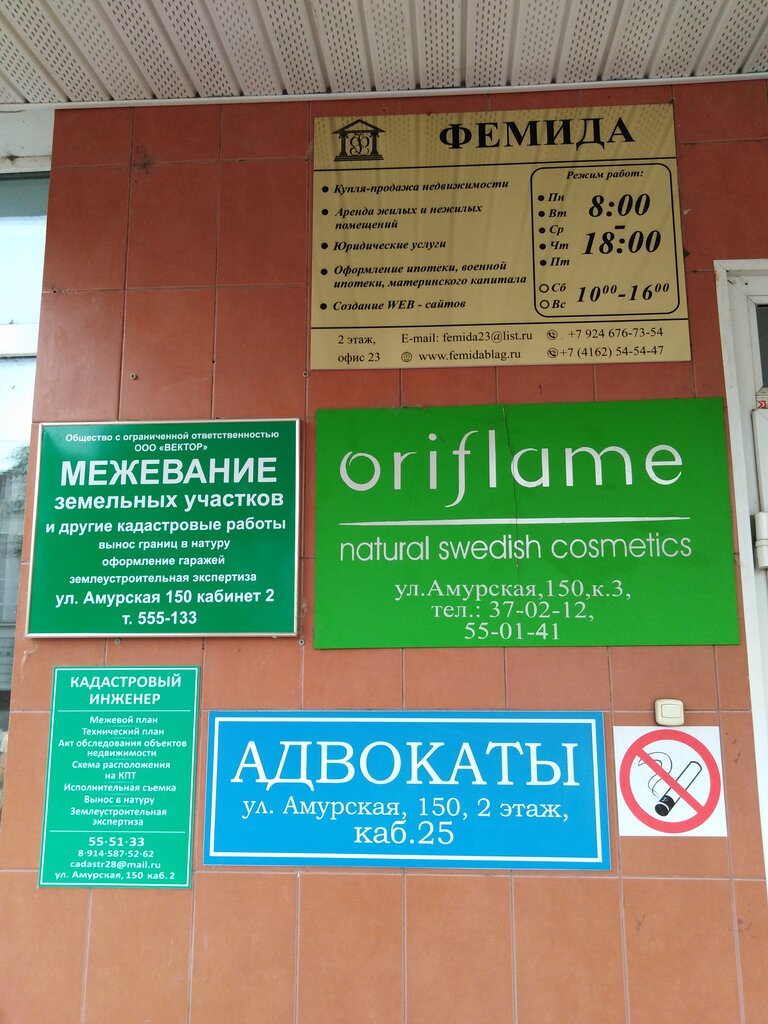 ФЕМИДА
• Купля-продажа недвижимости
• Аренда жилых и нежилых
помещений
• Юридические услуги
• Оформление ипотеки, военной
ипотеки, материнского капитала
• Создание WEB - сайтов
Режим работ:
• Пн
• Вт
• Ср
• Чт
• Пт
8:00
-
18:00
○ Сб
○ Вс
10⁰⁰-16⁰⁰
2 этаж,
офис 23
E-mail: femida23@list.ru
www.femidablag.ru
+7 924 676-73-54
+7 (4162) 54-54-47
Общество с ограниченной ответственностью
ООО «ВЕКТОР»
МЕЖЕВАНИЕ
земельных участков
и другие кадастровые работы
вынос границ в натуру
оформление гаражей
землеустроительная экспертиза
ул. Амурская 150 кабинет 2
т. 555-133
oriflame
natural swedish cosmetics
ул.Амурская,150,к.3,
тел.: 37-02-12,
55-01-41
КАДАСТРОВЫЙ
ИНЖЕНЕР
Межевой план
Технический план
Акт обследования объектов
недвижимости
Схема расположения
на КПТ
Исполнительная съемка
Вынос в натуру
Землеустроительная
экспертиза
55-51-33
8-914-587-52-62
cadastr28@mail.ru
ул. Амурская, 150 каб. 2
АДВОКАТЫ
ул. Амурская, 150, 2 этаж,
каб.25